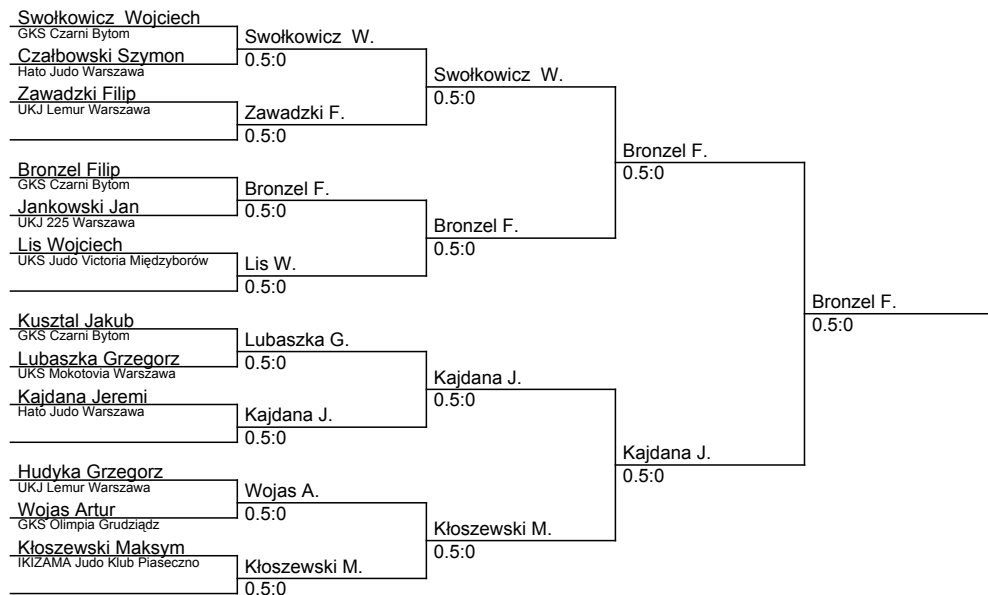 Swołkowicz  Wojciech
GKS Czarni Bytom
Czałbowski Szymon
Hato Judo Warszawa
Zawadzki Filip
UKJ Lemur Warszawa
Bronzel Filip
GKS Czarni Bytom
Jankowski Jan
UKJ 225 Warszawa
Lis Wojciech
UKS Judo Victoria Międzyborów
Kusztal Jakub
GKS Czarni Bytom
Lubaszka Grzegorz
UKS Mokotovia Warszawa
Kajdana Jeremi
Hato Judo Warszawa
Hudyka Grzegorz
UKJ Lemur Warszawa
Wojas Artur
GKS Olimpia Grudziądz
Kłoszewski Maksym
IKIZAMA Judo Klub Piaseczno
Swołkowicz  W.
0.5:0
Zawadzki F.
0.5:0
Bronzel F.
0.5:0
Lis W.
0.5:0
Lubaszka G.
0.5:0
Kajdana J.
0.5:0
Wojas A.
0.5:0
Kłoszewski M.
0.5:0
Swołkowicz  W.
0.5:0
Bronzel F.
0.5:0
Kajdana J.
0.5:0
Kłoszewski M.
0.5:0
Bronzel F.
0.5:0
Kajdana J.
0.5:0
Bronzel F.
0.5:0